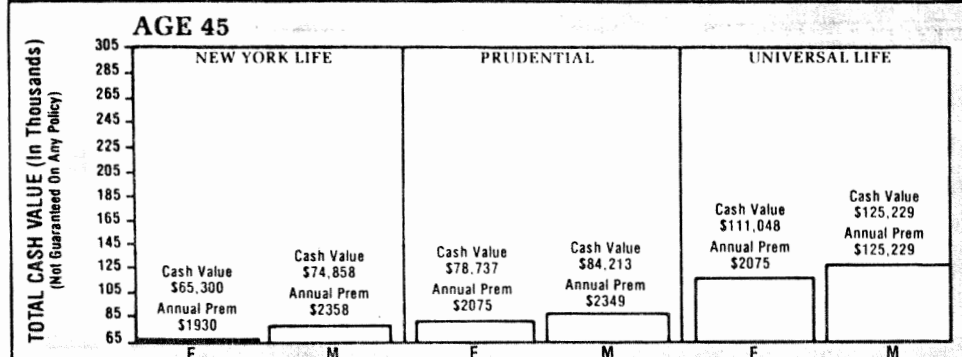 AGE 45
TOTAL CASH VALUE (In Thousands)
(Not Guaranteed On Any Policy)
305
285
265
245
225
205
185
165
145
125
105
85
65
NEW YORK LIFE
Cash Value
$65,300
Annual Prem
$1930
F
Cash Value
$74,858
Annual Prem
$2358
M
PRUDENTIAL
Cash Value
$78,737
Annual Prem
$2075
F
Cash Value
$84,213
Annual Prem
$2349
M
UNIVERSAL LIFE
Cash Value
$111,048
Annual Prem
$2075
F
Cash Value
$125,229
Annual Prem
$125,229
M